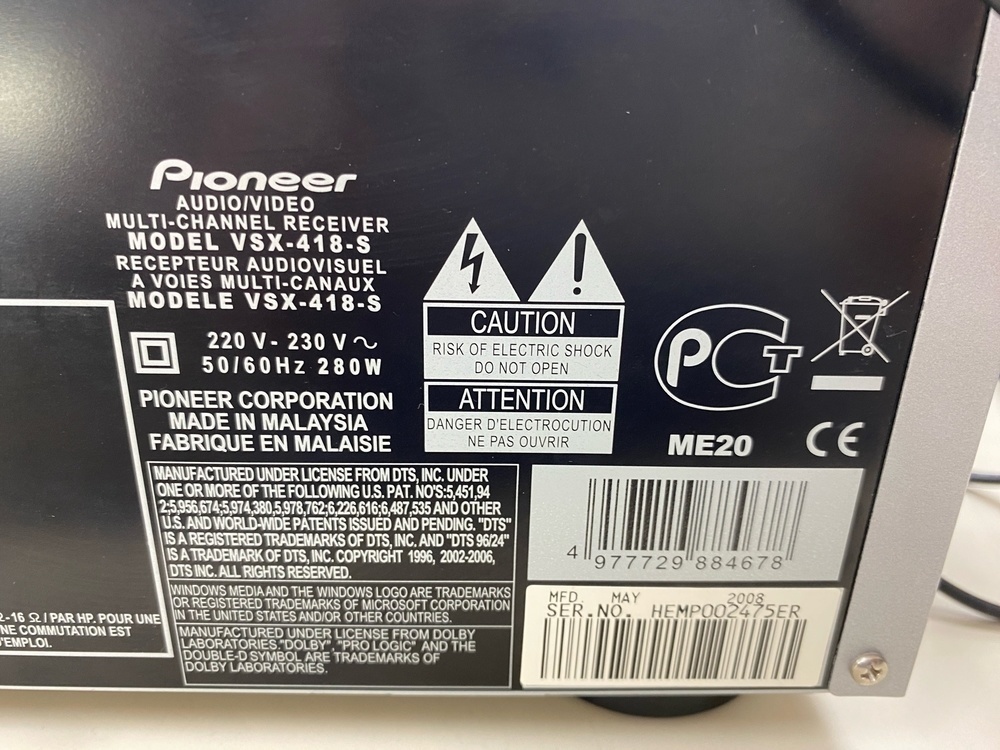 Pioneer
AUDIO/VIDEO
MULTI-CHANNEL RECEIVER
MODEL VSX-418-S
RECEPTEUR AUDIOVISUEL
A VOIES MULTI-CANAUX
MODELE VSX-418-S
220 V - 230 V ~
50/60Hz 280W
PIONEER CORPORATION
MADE IN MALAYSIA
FABRIQUE EN MALAISIE
CAUTION
RISK OF ELECTRIC SHOCK
DO NOT OPEN
ATTENTION
DANGER D'ELECTROCUTION
NE PAS OUVRIR
PCT
ME20
CE
MANUFACTURED UNDER LICENSE FROM DTS, INC. UNDER
ONE OR MORE OF THE FOLLOWING U.S. PAT. NO'S:5,451,94
2;5,956,674;5,974,380,5,978,762;6,226,616;6,487,535 AND OTHER
U.S. AND WORLD-WIDE PATENTS ISSUED AND PENDING. "DTS"
IS A REGISTERED TRADEMARKS OF DTS, INC. AND "DTS 96/24"
IS A TRADEMARK OF DTS, INC. COPYRIGHT 1996, 2002-2006,
DTS INC. ALL RIGHTS RESERVED.
WINDOWS MEDIA AND THE WINDOWS LOGO ARE TRADEMARKS
OR REGISTERED TRADEMARKS OF MICROSOFT CORPORATION
IN THE UNITED STATES AND/OR OTHER COUNTRIES.
MANUFACTURED UNDER LICENSE FROM DOLBY
LABORATORIES."DOLBY", "PRO LOGIC" AND THE
DOUBLE-D SYMBOL ARE TRADEMARKS OF
DOLBY LABORATORIES.
4 977729 884678
MFD. MAY 2008
SER.NO. HEMP002475ER
-16 Ω / PAR HP. POUR UNE
NE COMMUTATION EST
'EMPLOI.